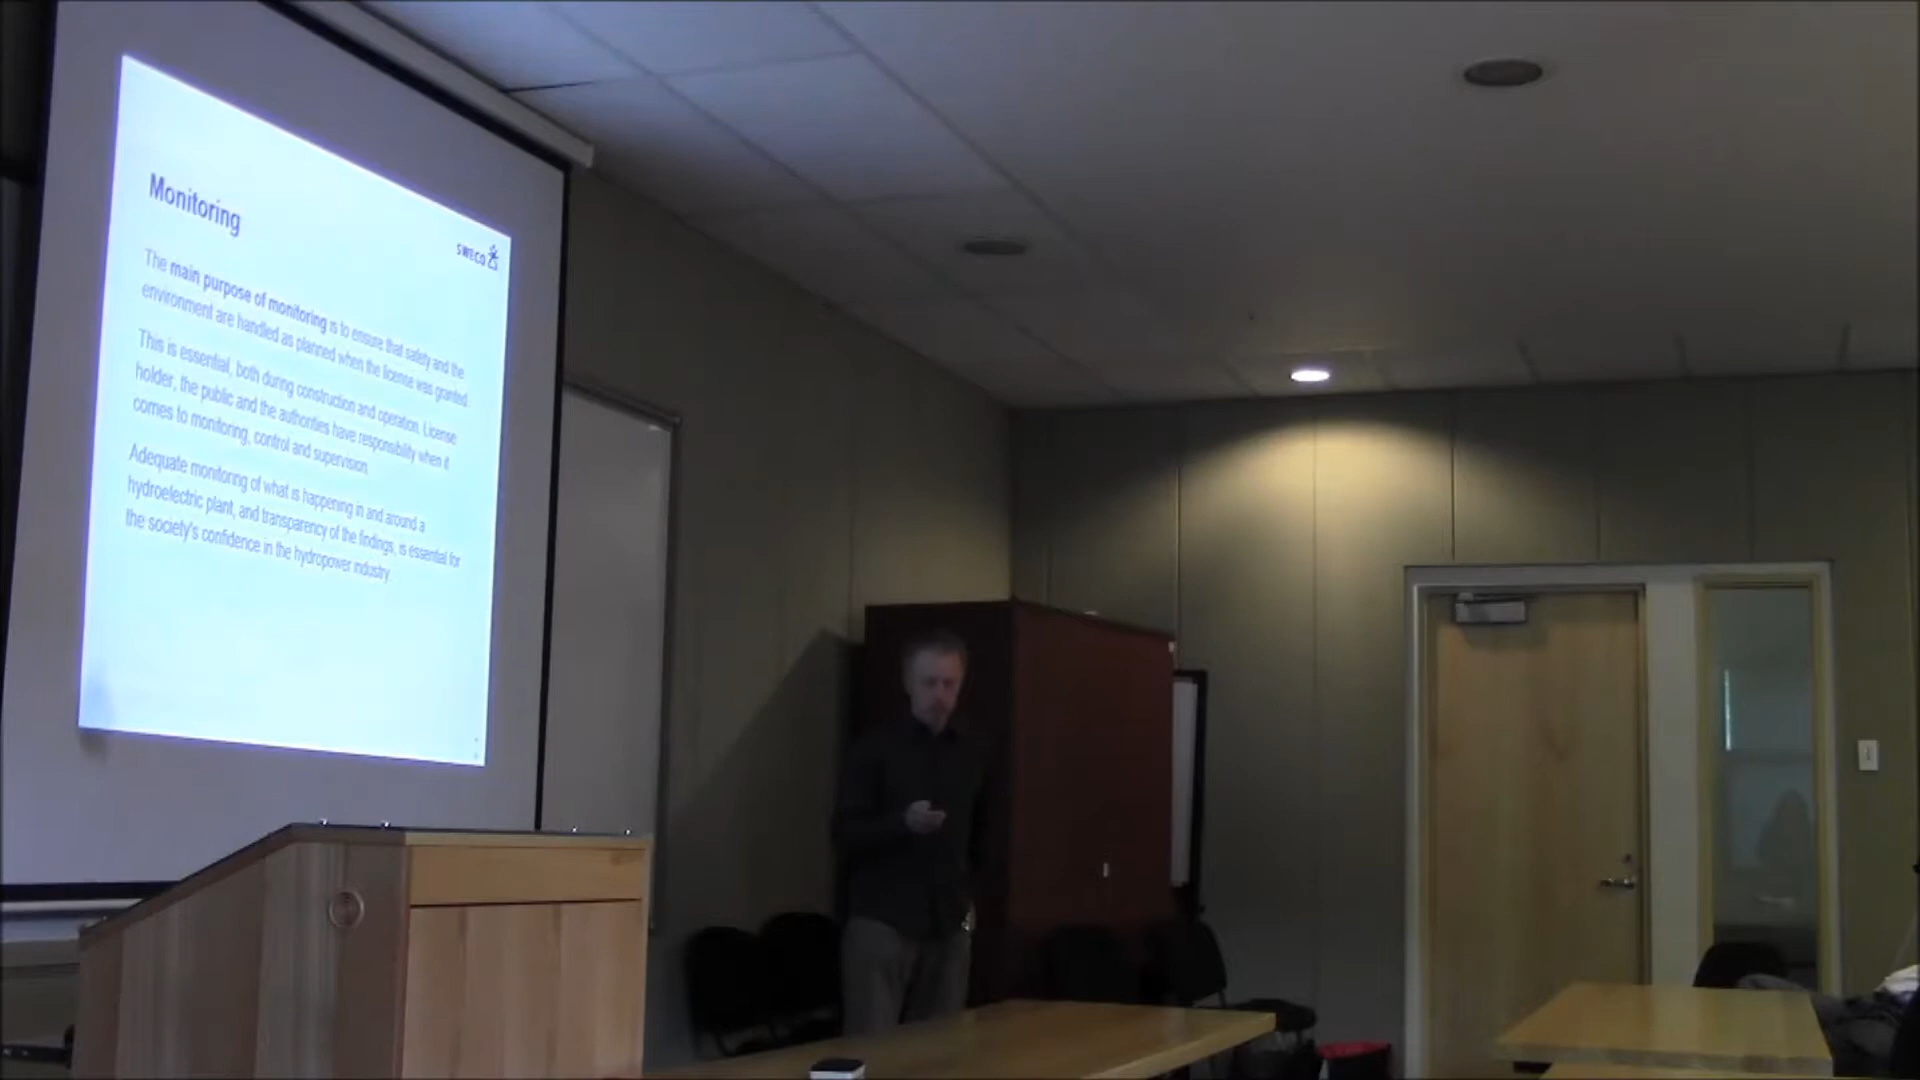 Monitoring
SWECO
The main purpose of monitoring is to ensure that safety and the
environment are handled as planned when the license was granted.
This is essential, both during construction and operation. License
holder, the public and the authorities have responsibility when it
comes to monitoring, control and supervision.
Adequate monitoring of what is happening in and around a
hydroelectric plant, and transparency of the findings, is essential for
the society's confidence in the hydropower industry